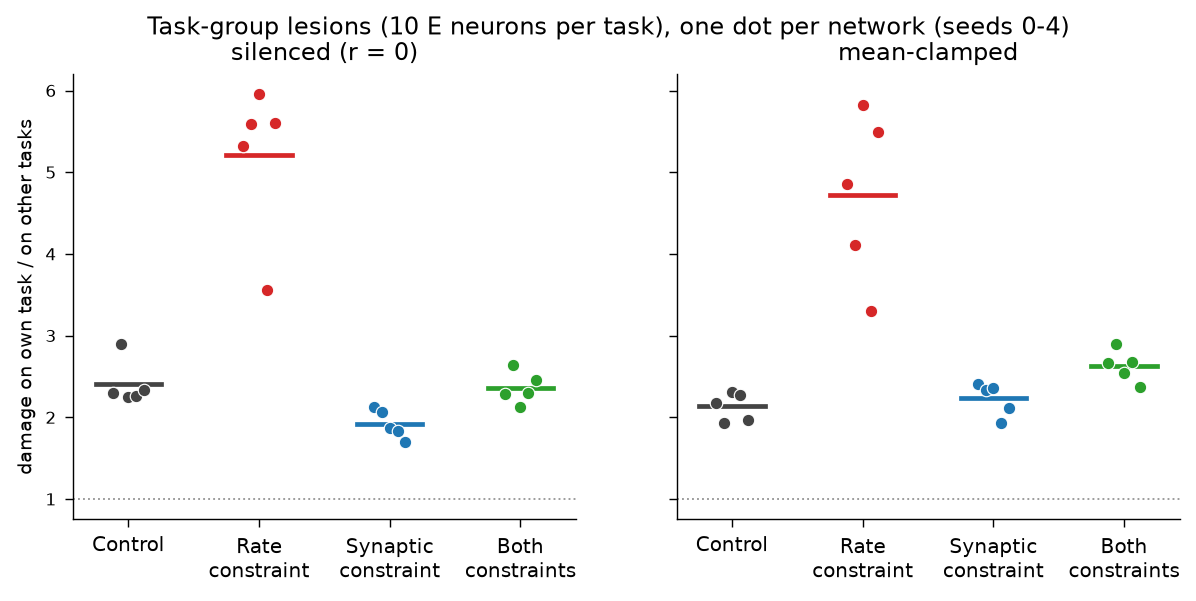 Task-group lesions (10 E neurons per task), one dot per network (seeds 0-4)
silenced (r = 0)
mean-clamped
damage on own task / on other tasks
6
5
4
3
2
1
Control
Rate
constraint
Synaptic
constraint
Both
constraints
Control
Rate
constraint
Synaptic
constraint
Both
constraints